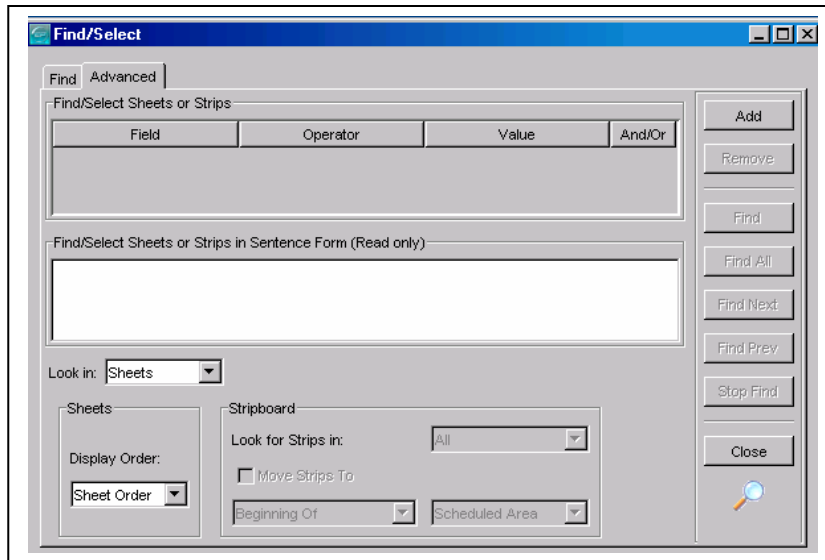 Find/Select
Find Advanced
Find/Select Sheets or Strips
Field Operator Value And/Or
Find/Select Sheets or Strips in Sentence Form (Read only)
Look in: Sheets
Sheets
Display Order:
Sheet Order
Stripboard
Look for Strips in: All
Move Strips To
Beginning Of Scheduled Area
Add
Remove
Find
Find All
Find Next
Find Prev
Stop Find
Close